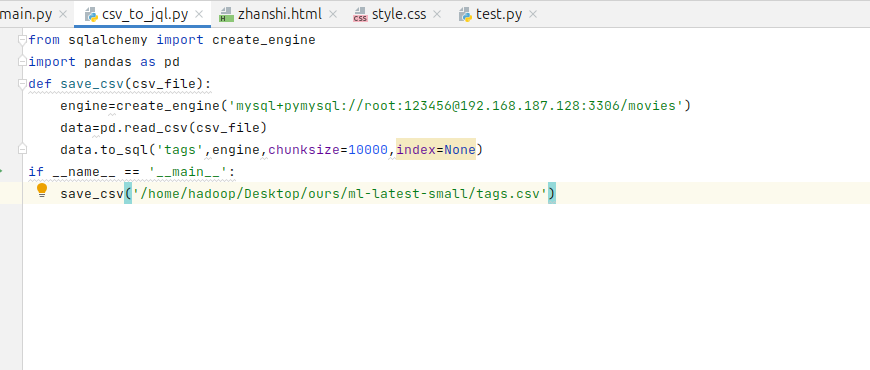 main.py csv_to_jql.py zhanshi.html style.css test.py
from sqlalchemy import create_engine
import pandas as pd
def save_csv(csv_file):
    engine=create_engine('mysql+pymysql://root:123456@192.168.187.128:3306/movies')
    data=pd.read_csv(csv_file)
    data.to_sql('tags',engine,chunksize=10000,index=None)
if __name__ == '__main__':
    save_csv('/home/hadoop/Desktop/ours/ml-latest-small/tags.csv')